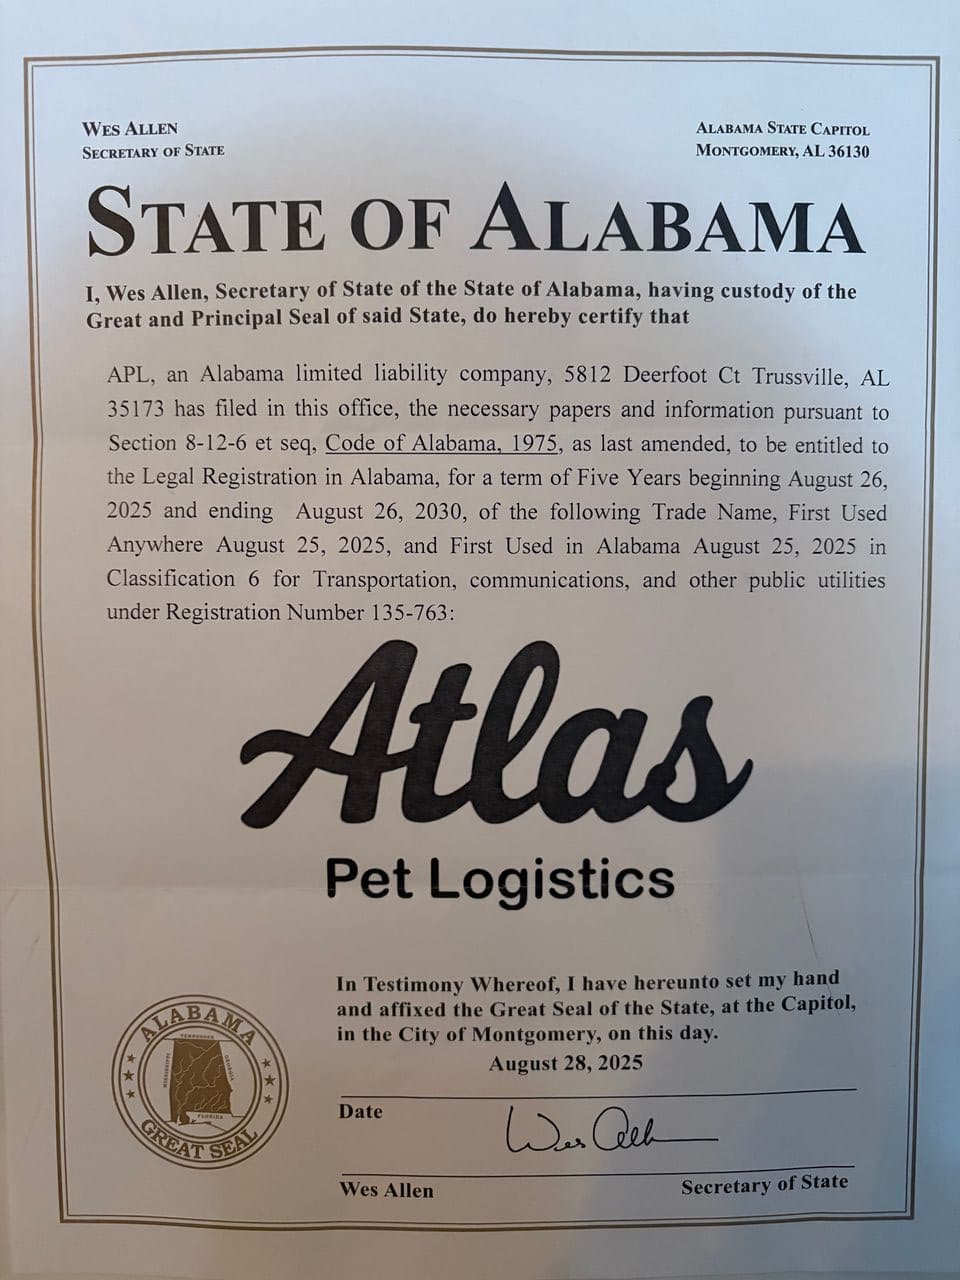 WES ALLEN
SECRETARY OF STATE
ALABAMA STATE CAPITOL
MONTGOMERY, AL 36130
STATE OF ALABAMA
I, Wes Allen, Secretary of State of the State of Alabama, having custody of the
Great and Principal Seal of said State, do hereby certify that
APL, an Alabama limited liability company, 5812 Deerfoot Ct Trussville, AL
35173 has filed in this office, the necessary papers and information pursuant to
Section 8-12-6 et seq, Code of Alabama, 1975, as last amended, to be entitled to
the Legal Registration in Alabama, for a term of Five Years beginning August 26,
2025 and ending August 26, 2030, of the following Trade Name, First Used
Anywhere August 25, 2025, and First Used in Alabama August 25, 2025 in
Classification 6 for Transportation, communications, and other public utilities
under Registration Number 135-763:
Atlas
Pet Logistics
In Testimony Whereof, I have hereunto set my hand
and affixed the Great Seal of the State, at the Capitol,
in the City of Montgomery, on this day.
August 28, 2025
Date
Wes Allen
Wes Allen
Secretary of State
ALABAMA
TENNESSEE
MISSISSIPPI
GEORGIA
FLORIDA
GREAT SEAL